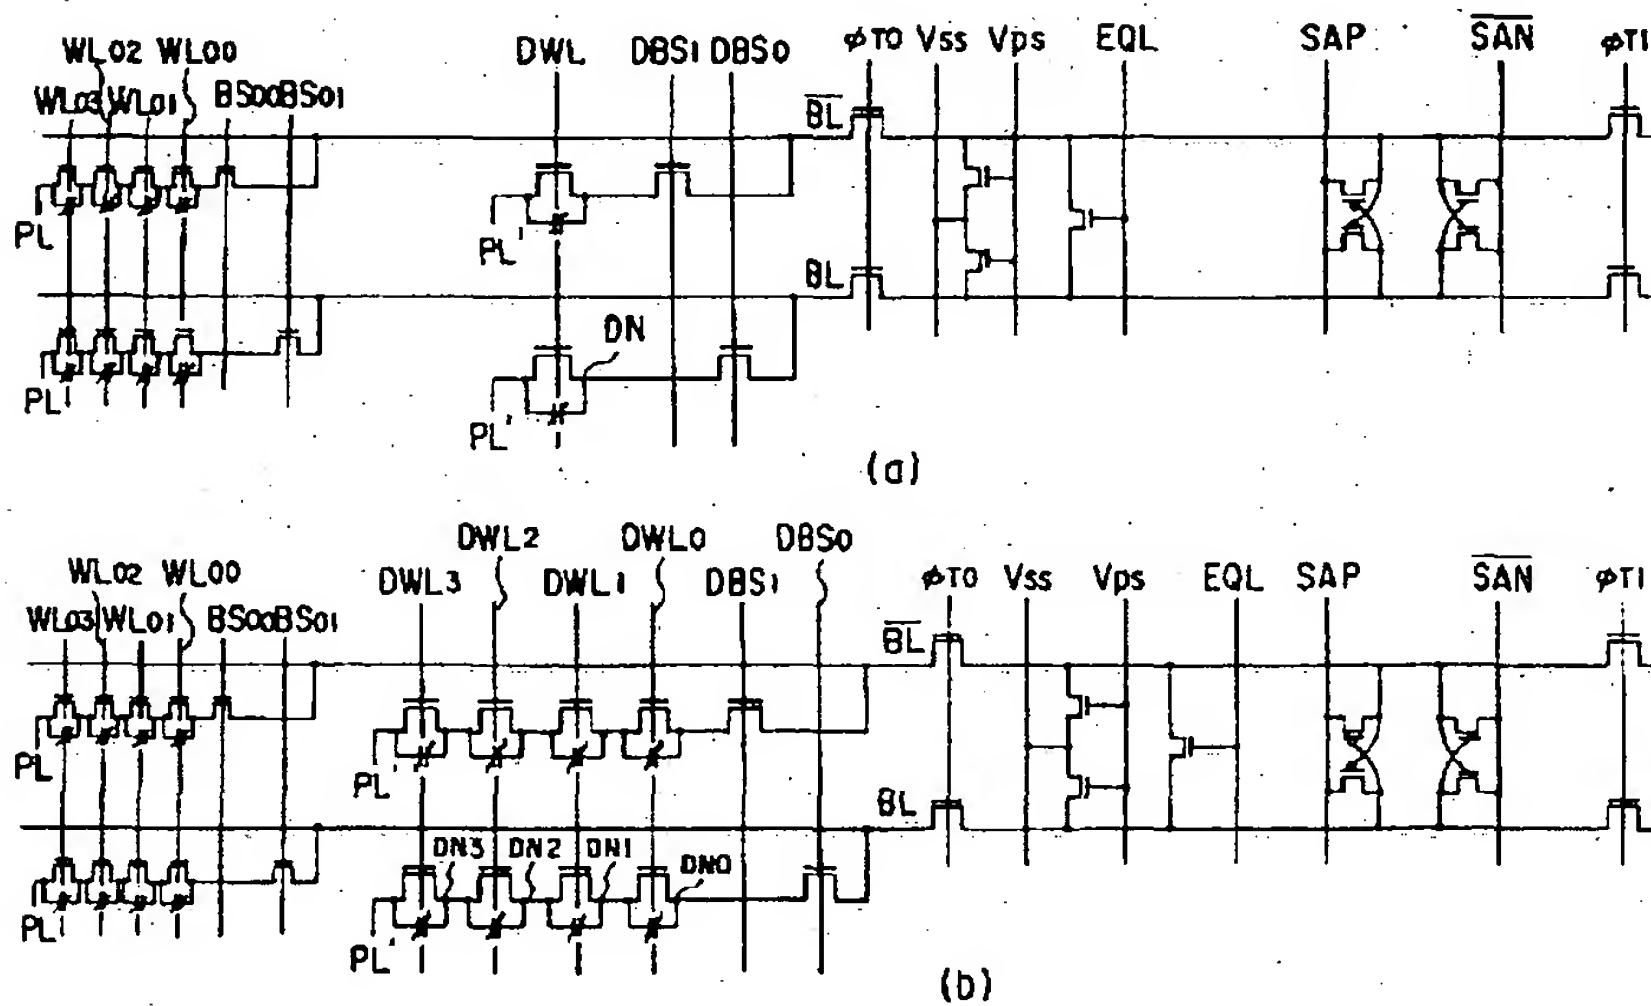 DWL DBS1 DBS0 φT0 Vss Vps EQL SAP SAN φT1
WL02 WL00
WL03 WL01 BS00 BS01
BL
PL PL'
BL
DN
PL PL'
(a)
DWL2 DWL0 DBS0
WL02 WL00 DWL3 DWL1 DBS1 φT0 Vss Vps EQL SAP SAN φT1
WL03 WL01 BS00 BS01
BL
PL PL'
BL
DN3 DN2 DN1 DN0
PL PL'
(b)